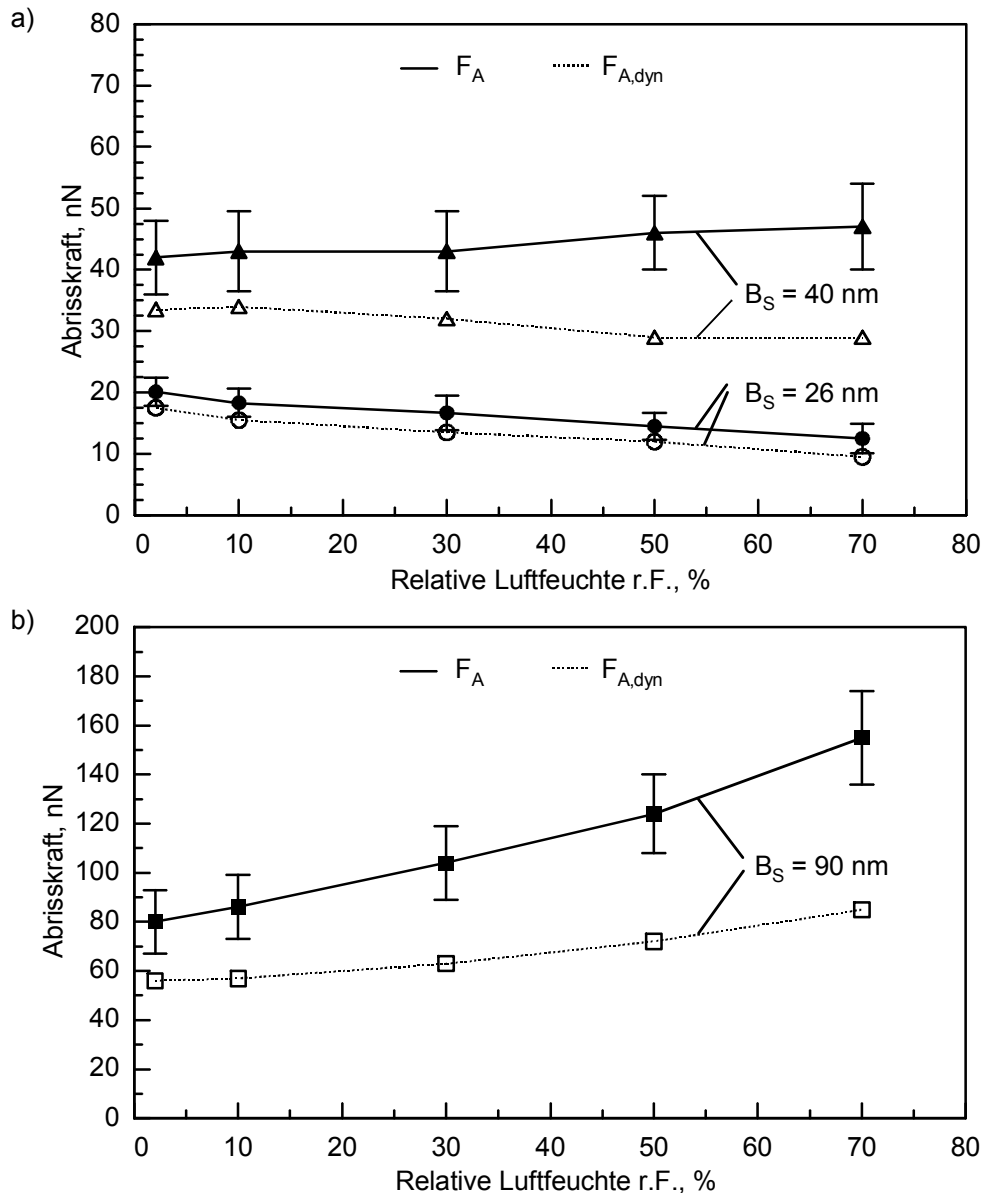 a)
80
70
60
50
40
30
20
10
0
Abrisskraft, nN
F_A
F_A,dyn
B_S = 40 nm
B_S = 26 nm
0 10 20 30 40 50 60 70 80
Relative Luftfeuchte r.F., %
b)
200
180
160
140
120
100
80
60
40
20
0
Abrisskraft, nN
F_A
F_A,dyn
B_S = 90 nm
0 10 20 30 40 50 60 70 80
Relative Luftfeuchte r.F., %